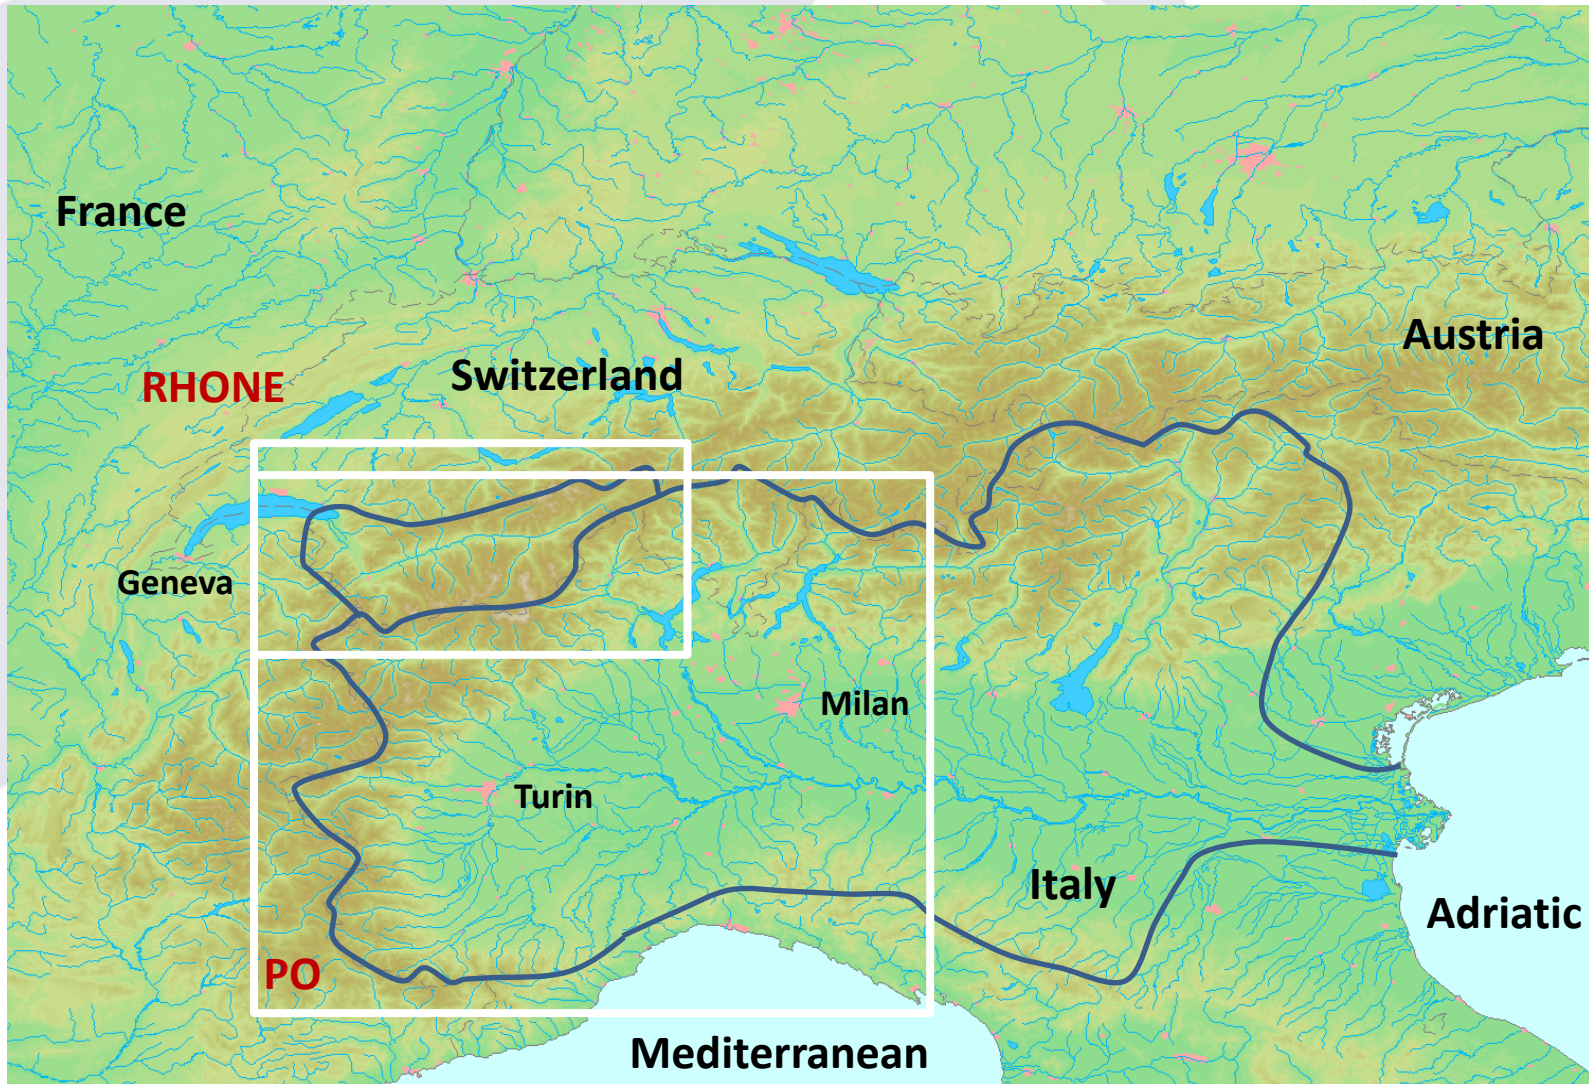 France
Austria
Switzerland
RHONE
Geneva
Milan
Turin
Italy
Adriatic
PO
Mediterranean